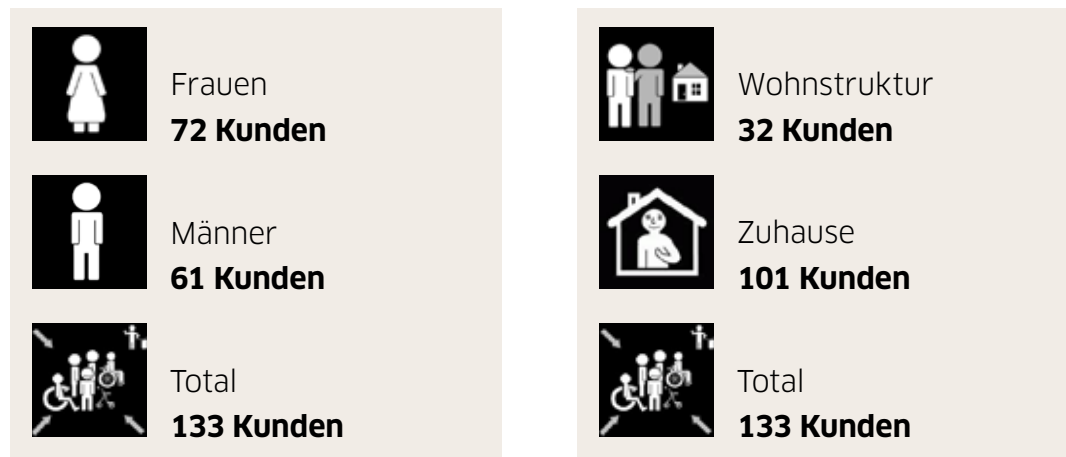 Frauen
72 Kunden
Männer
61 Kunden
Total
133 Kunden
Wohnstruktur
32 Kunden
Zuhause
101 Kunden
Total
133 Kunden